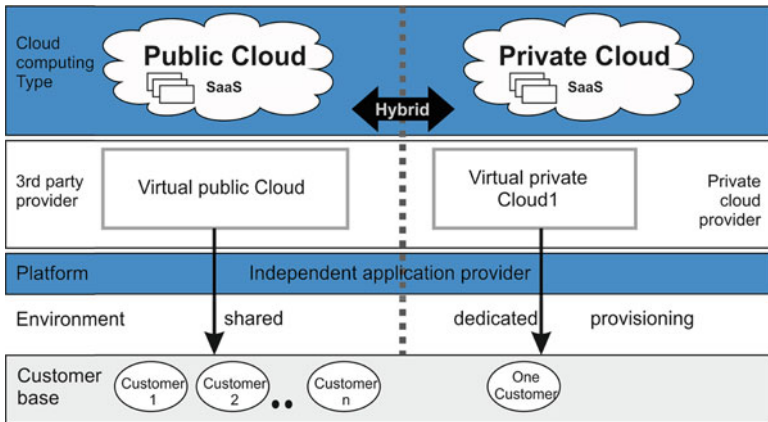 Cloud
computing
Type
Public Cloud
SaaS
Hybrid
Private Cloud
SaaS
3rd party
provider
Virtual public Cloud
Virtual private
Cloud1
Private
cloud
provider
Platform
Independent application provider
Environment
shared
dedicated
provisioning
Customer
base
Customer
1
Customer
2
..
Customer
n
One
Customer